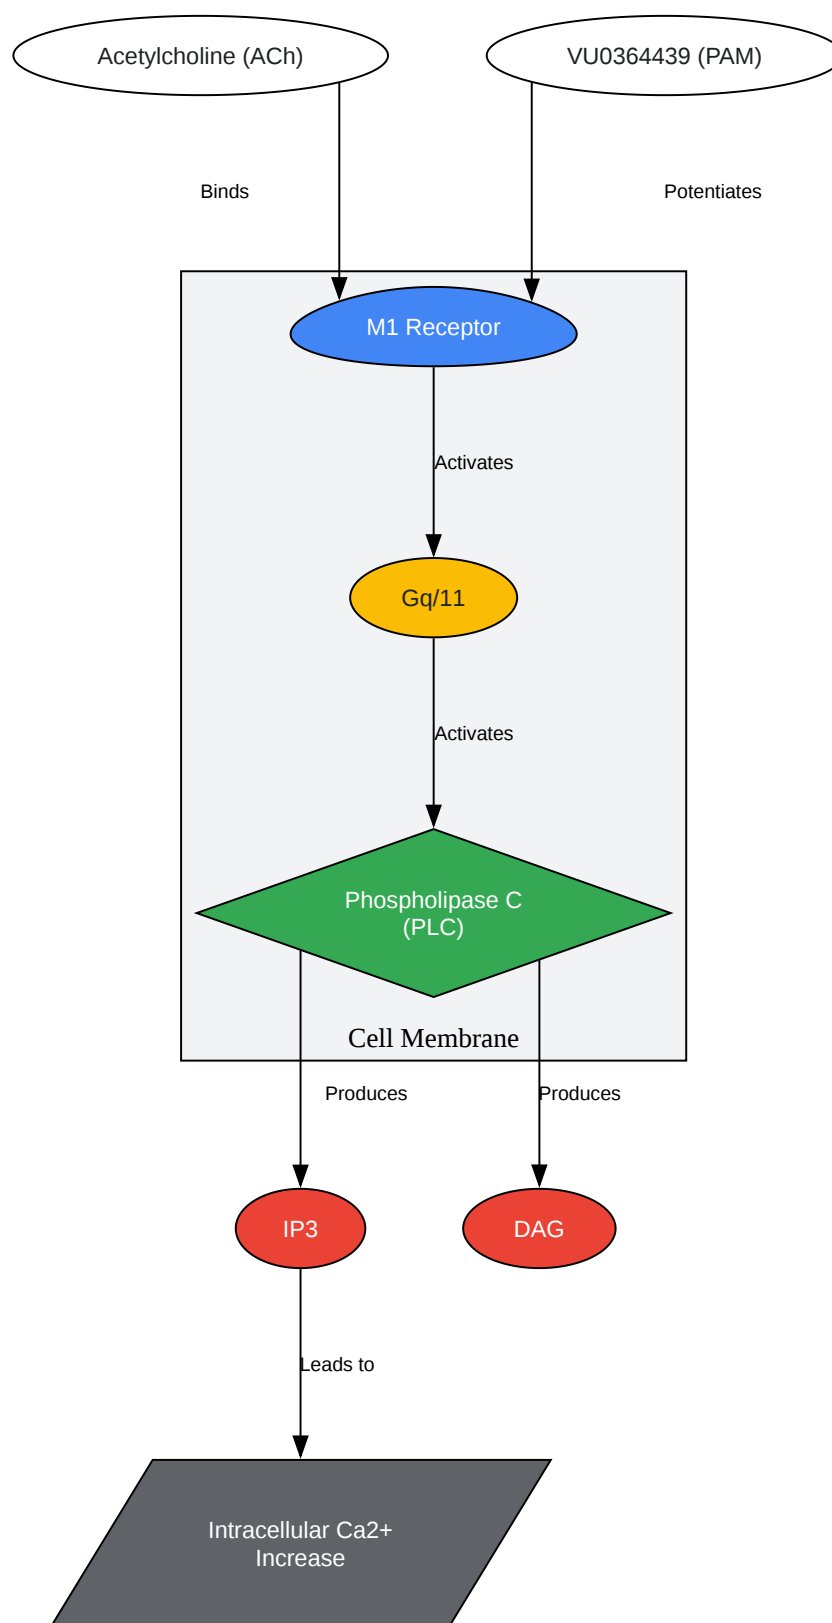 Acetylcholine (ACh)
VU0364439 (PAM)
Binds
Potentiates
M1 Receptor
Activates
Gq/11
Activates
Phospholipase C
(PLC)
Cell Membrane
Produces
Produces
IP3
DAG
Leads to
Intracellular Ca2+
Increase